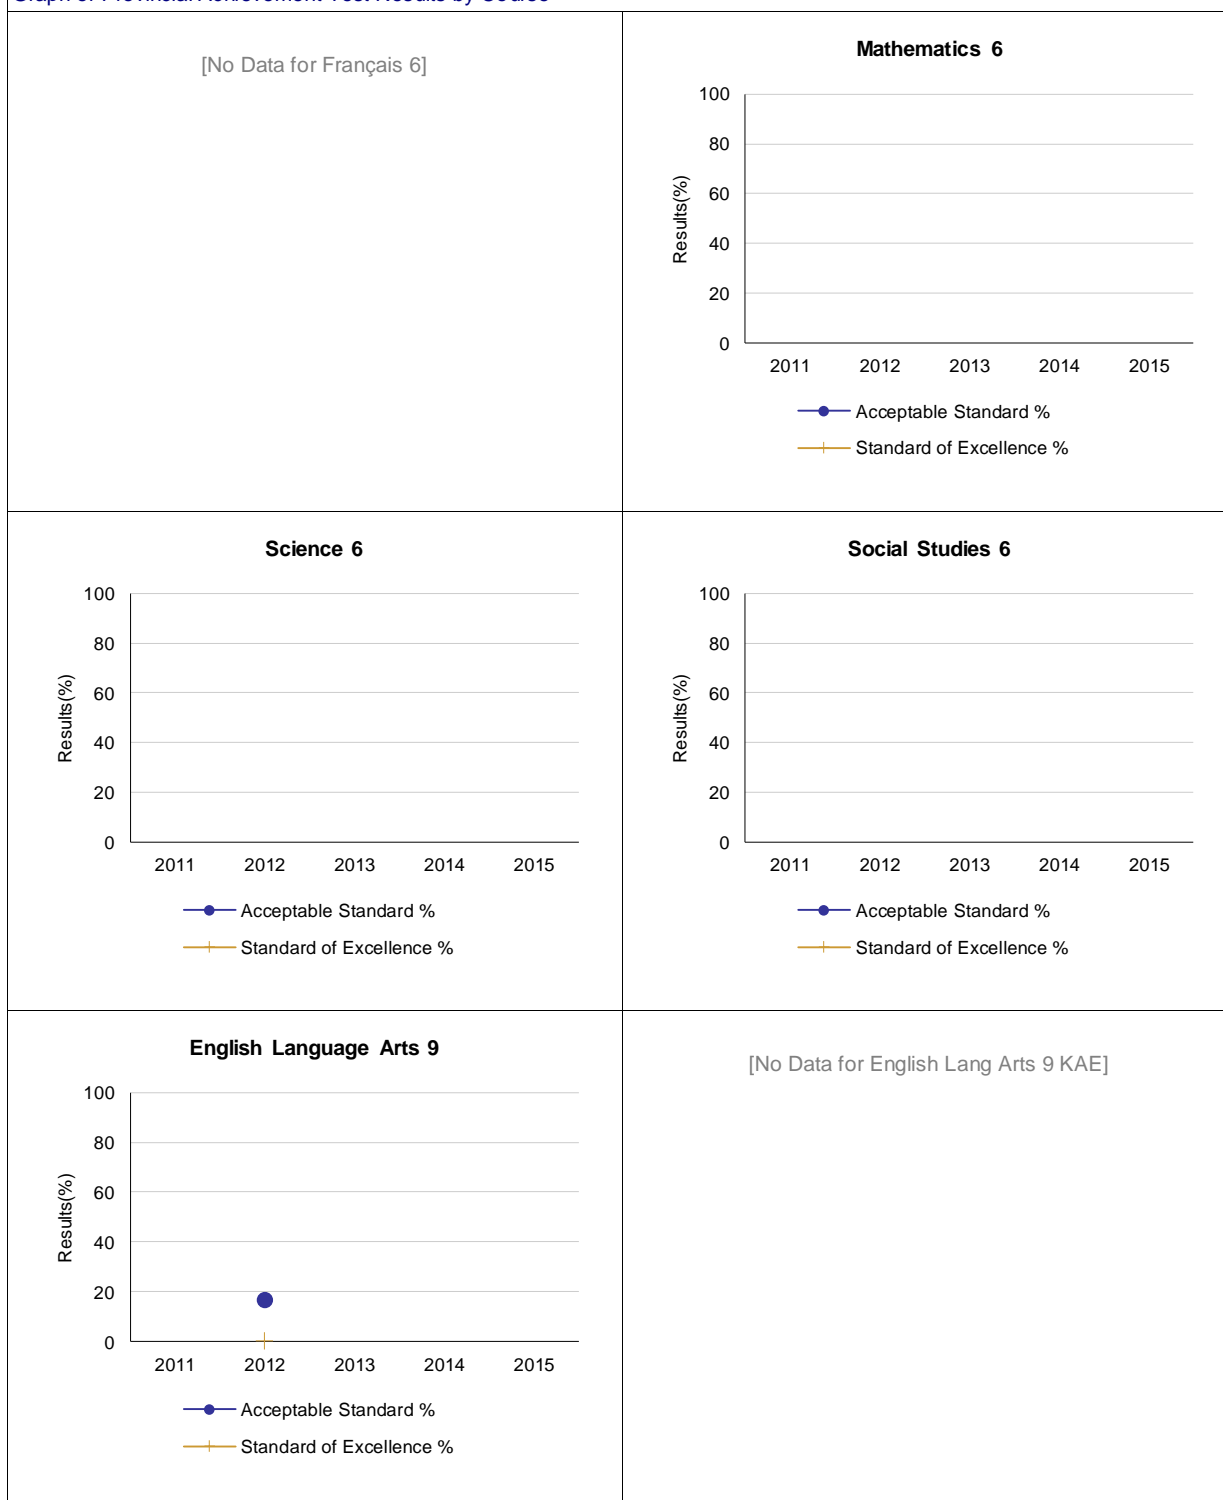 [No Data for Français 6]
Mathematics 6
100
80
60
40
20
0
Results(%)
2011 2012 2013 2014 2015
Acceptable Standard %
Standard of Excellence %
Science 6
100
80
60
40
20
0
Results(%)
2011 2012 2013 2014 2015
Acceptable Standard %
Standard of Excellence %
Social Studies 6
100
80
60
40
20
0
Results(%)
2011 2012 2013 2014 2015
Acceptable Standard %
Standard of Excellence %
English Language Arts 9
100
80
60
40
20
0
Results(%)
2011 2012 2013 2014 2015
Acceptable Standard %
Standard of Excellence %
[No Data for English Lang Arts 9 KAE]